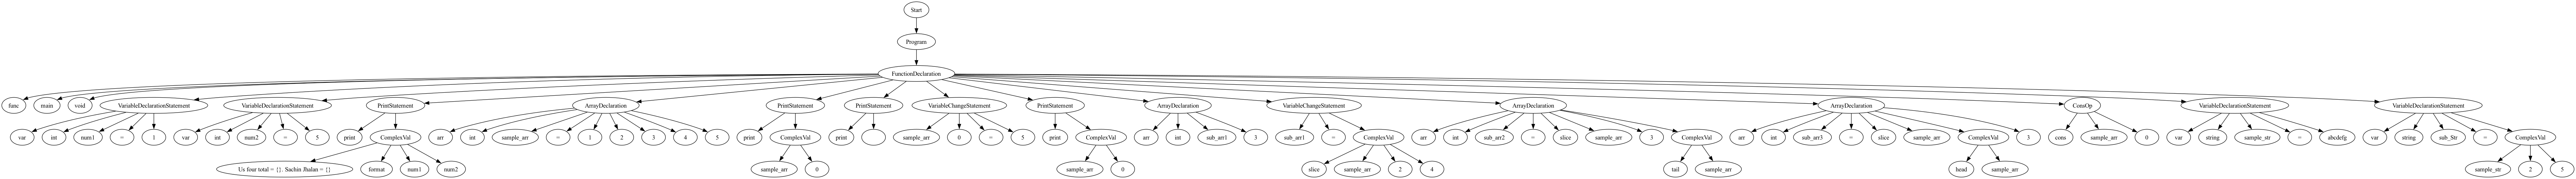 Start
Program
FunctionDeclaration
func main void VariableDeclarationStatement VariableDeclarationStatement PrintStatement ArrayDeclaration PrintStatement PrintStatement VariableChangeStatement PrintStatement ArrayDeclaration VariableChangeStatement ArrayDeclaration ArrayDeclaration ConsOp VariableDeclarationStatement VariableDeclarationStatement
var int num1 = 1 var int num2 = 5 print ComplexVal arr int sample_arr = 1 2 3 4 5 print ComplexVal print sample_arr 0 = 5 print ComplexVal arr int sub_arr1 3 sub_arr1 = ComplexVal arr int sub_arr2 = slice sample_arr 3 ComplexVal arr int sub_arr3 = slice sample_arr ComplexVal 3 cons sample_arr 0 var string sample_str = abcdefg var string sub_Str = ComplexVal
Us four total = {}. Sachin Jhalan = {} format num1 num2 sample_arr 0 sample_arr 0 slice sample_arr 2 4 tail sample_arr head sample_arr sample_str 2 5